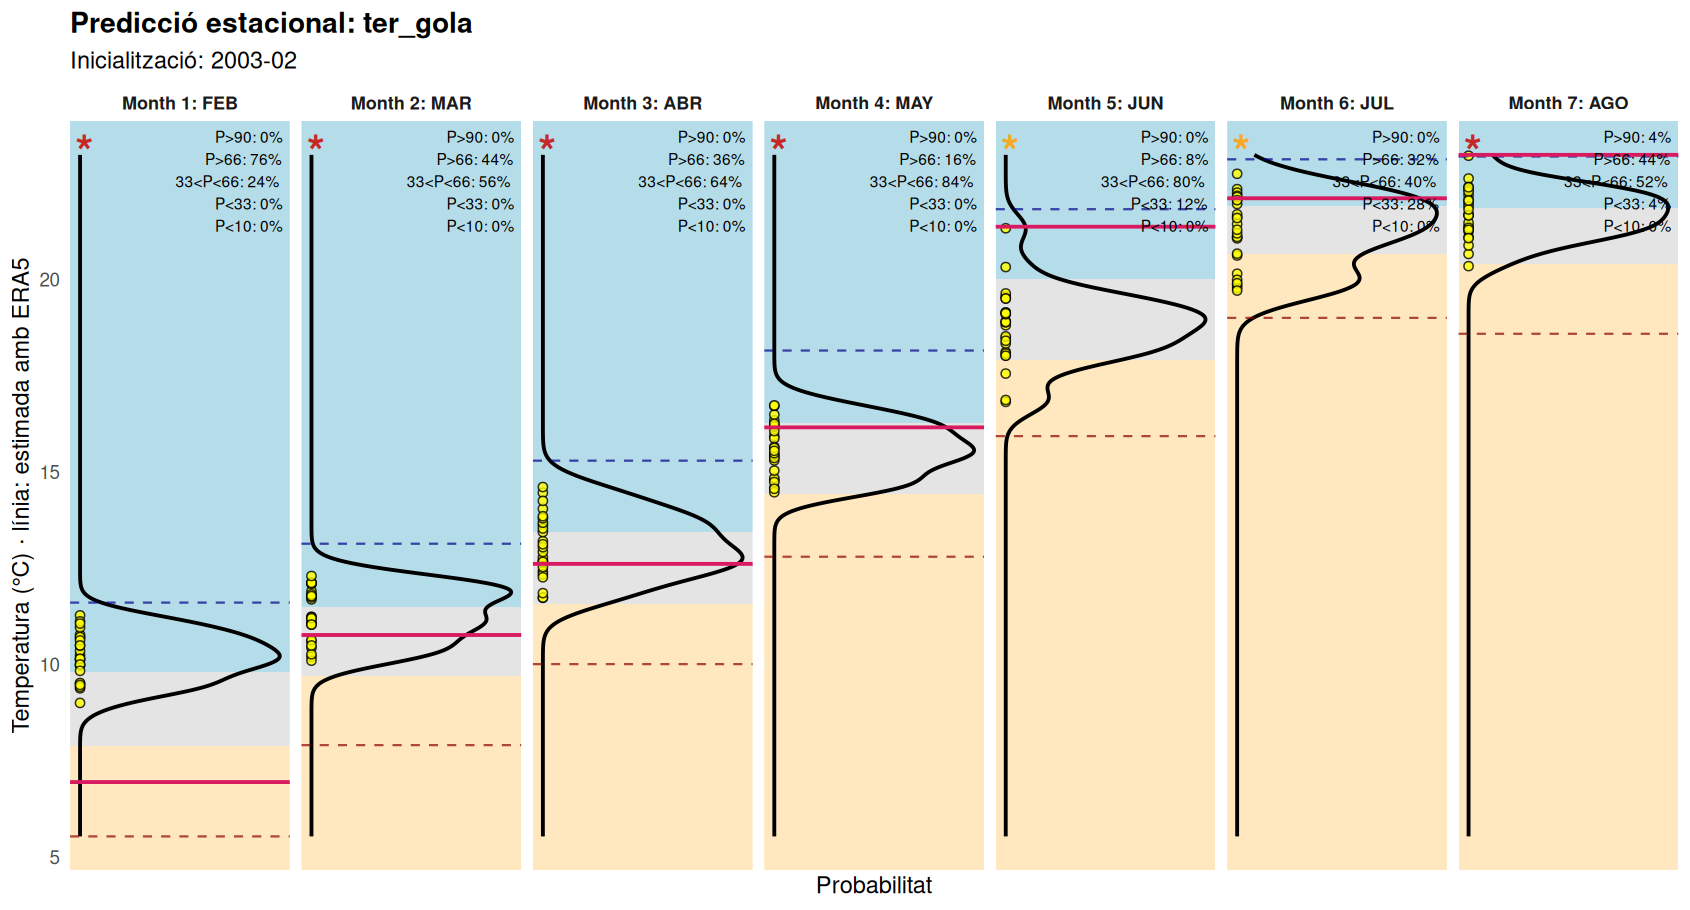 Predicció estacional: ter_gola
Inicialització: 2003-02
Month 1: FEB
Month 2: MAR
Month 3: ABR
Month 4: MAY
Month 5: JUN
Month 6: JUL
Month 7: AGO
*
P>90: 0%
P>66: 76%
33<P<66: 24%
P<33: 0%
P<10: 0%
*
P>90: 0%
P>66: 44%
33<P<66: 56%
P<33: 0%
P<10: 0%
*
P>90: 0%
P>66: 36%
33<P<66: 64%
P<33: 0%
P<10: 0%
*
P>90: 0%
P>66: 16%
33<P<66: 84%
P<33: 0%
P<10: 0%
*
P>90: 0%
P>66: 8%
33<P<66: 80%
P<33: 12%
P<10: 0%
*
P>90: 0%
P>66: 32%
33<P<66: 40%
P<33: 28%
P<10: 0%
*
P>90: 4%
P>66: 44%
33<P<66: 52%
P<33: 4%
P<10: 0%
20
15
10
5
Temperatura (°C) · línia: estimada amb ERA5
Probabilitat